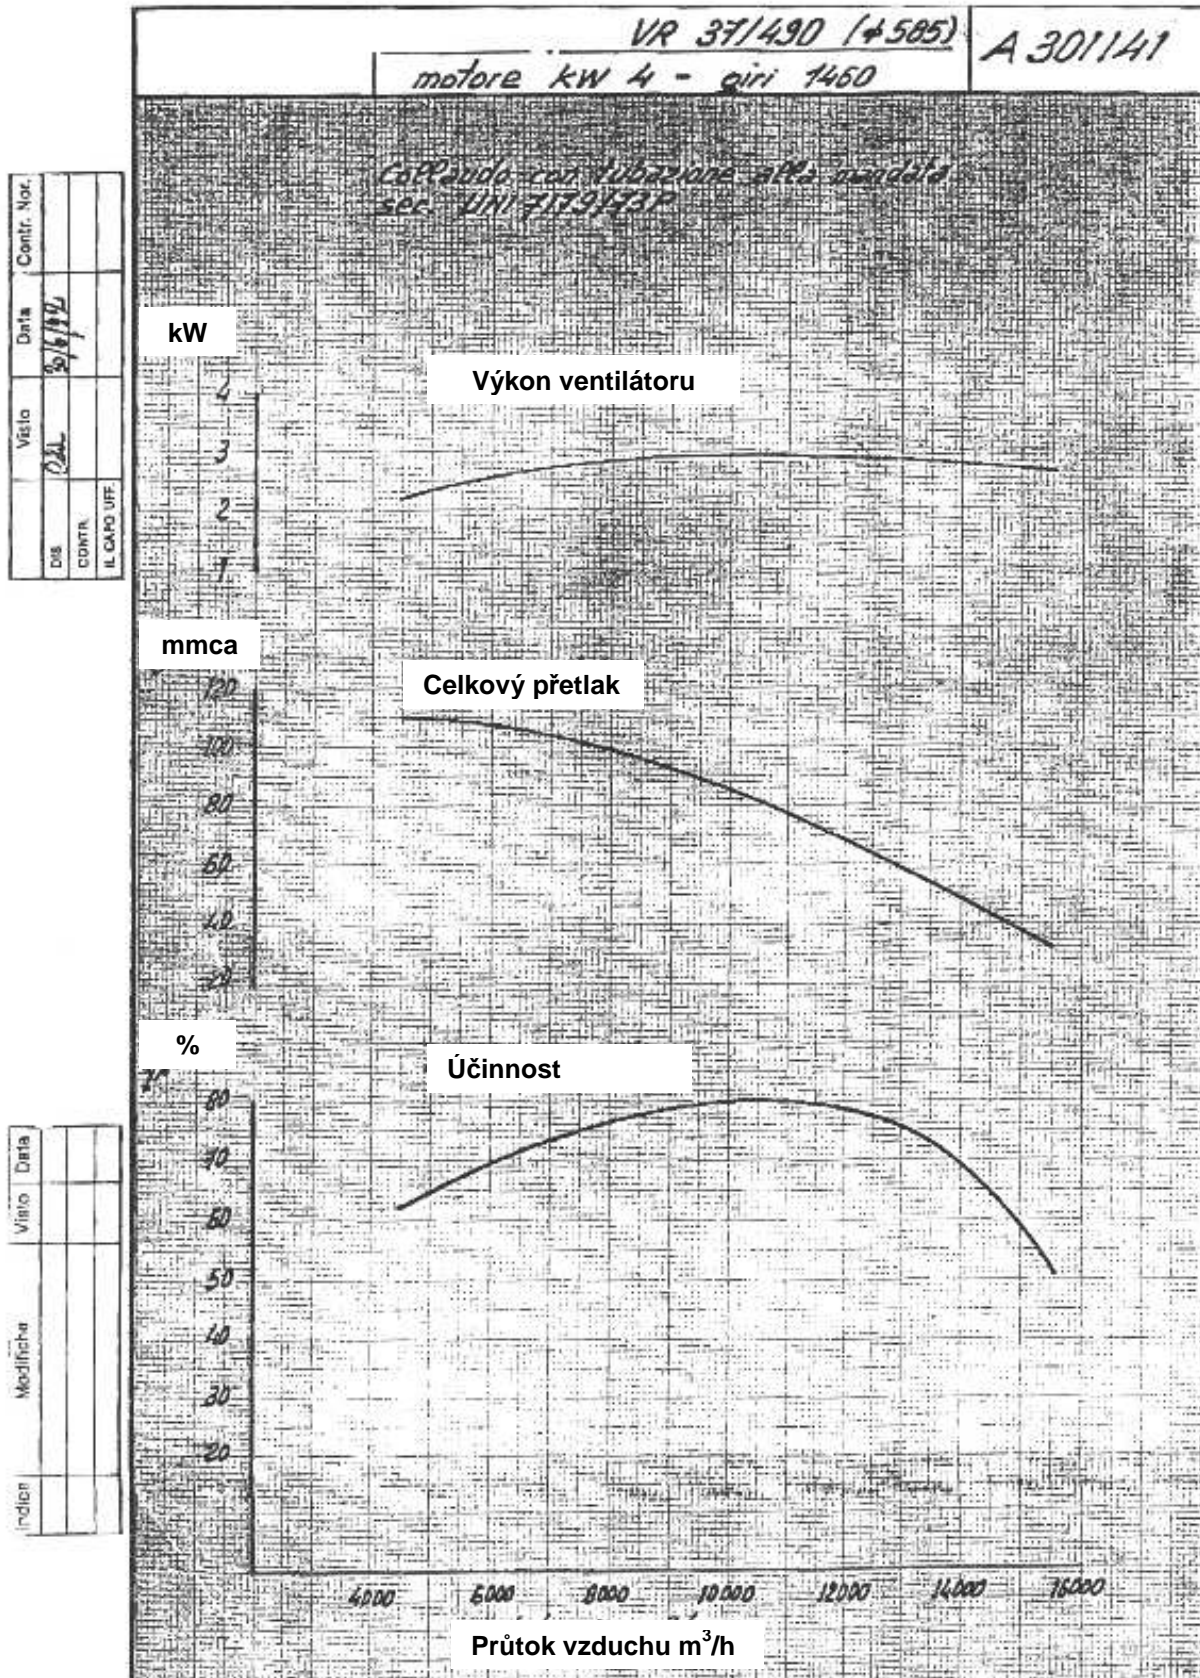 VR 37/490 (ϕ585)
A 301141
motore kW 4 - giri 1460
Collaudo con tubazione alla mandata
sec. UNI 7179/73P
Contr. Nor.
Data
Visto
DIS
CONTR.
IL CAPO UFF.
kW
Výkon ventilátoru
4
3
2
1
mmca
Celkový přetlak
120
100
80
60
40
20
%
Účinnost
80
70
60
50
40
30
20
Data
Visto
Modifiche
Indice
4000 6000 8000 10000 12000 14000 16000
Průtok vzduchu m³/h